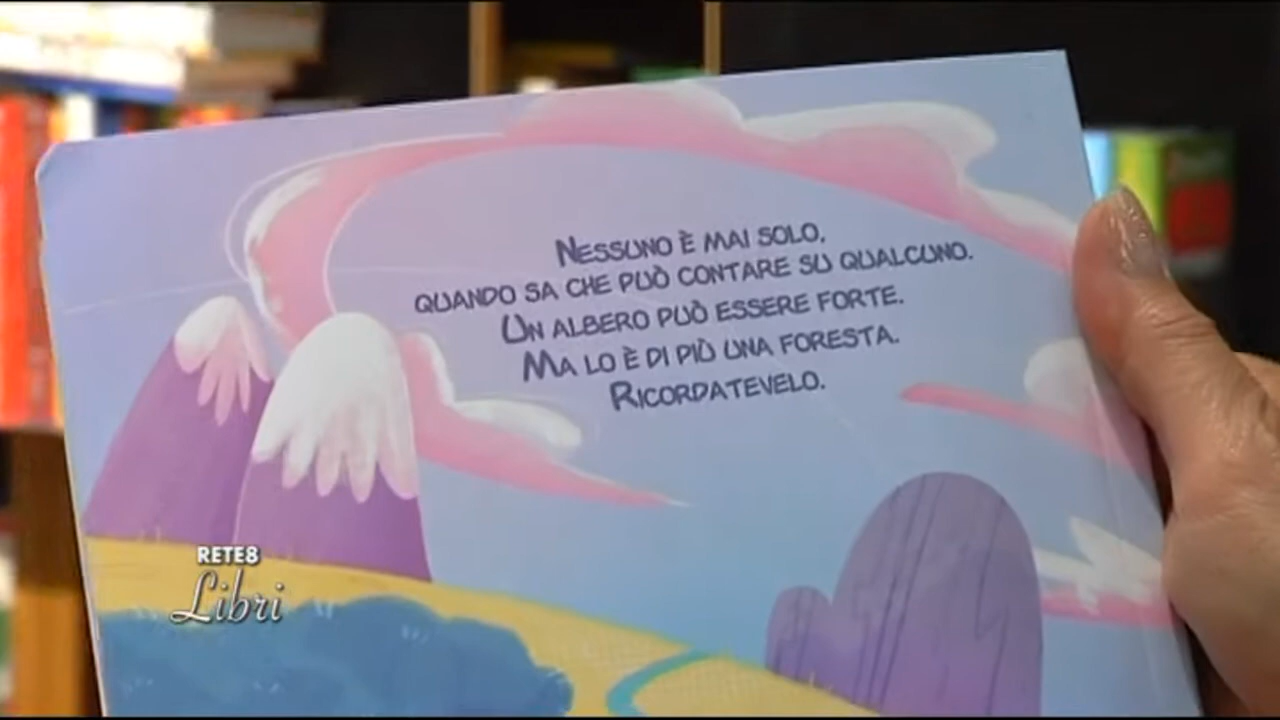 NESSUNO È MAI SOLO,
QUANDO SA CHE PUÒ CONTARE SU QUALCUNO.
UN ALBERO PUÒ ESSERE FORTE.
MA LO È DI PIÙ UNA FORESTA.
RICORDATEVELO.
RETE8
Libri